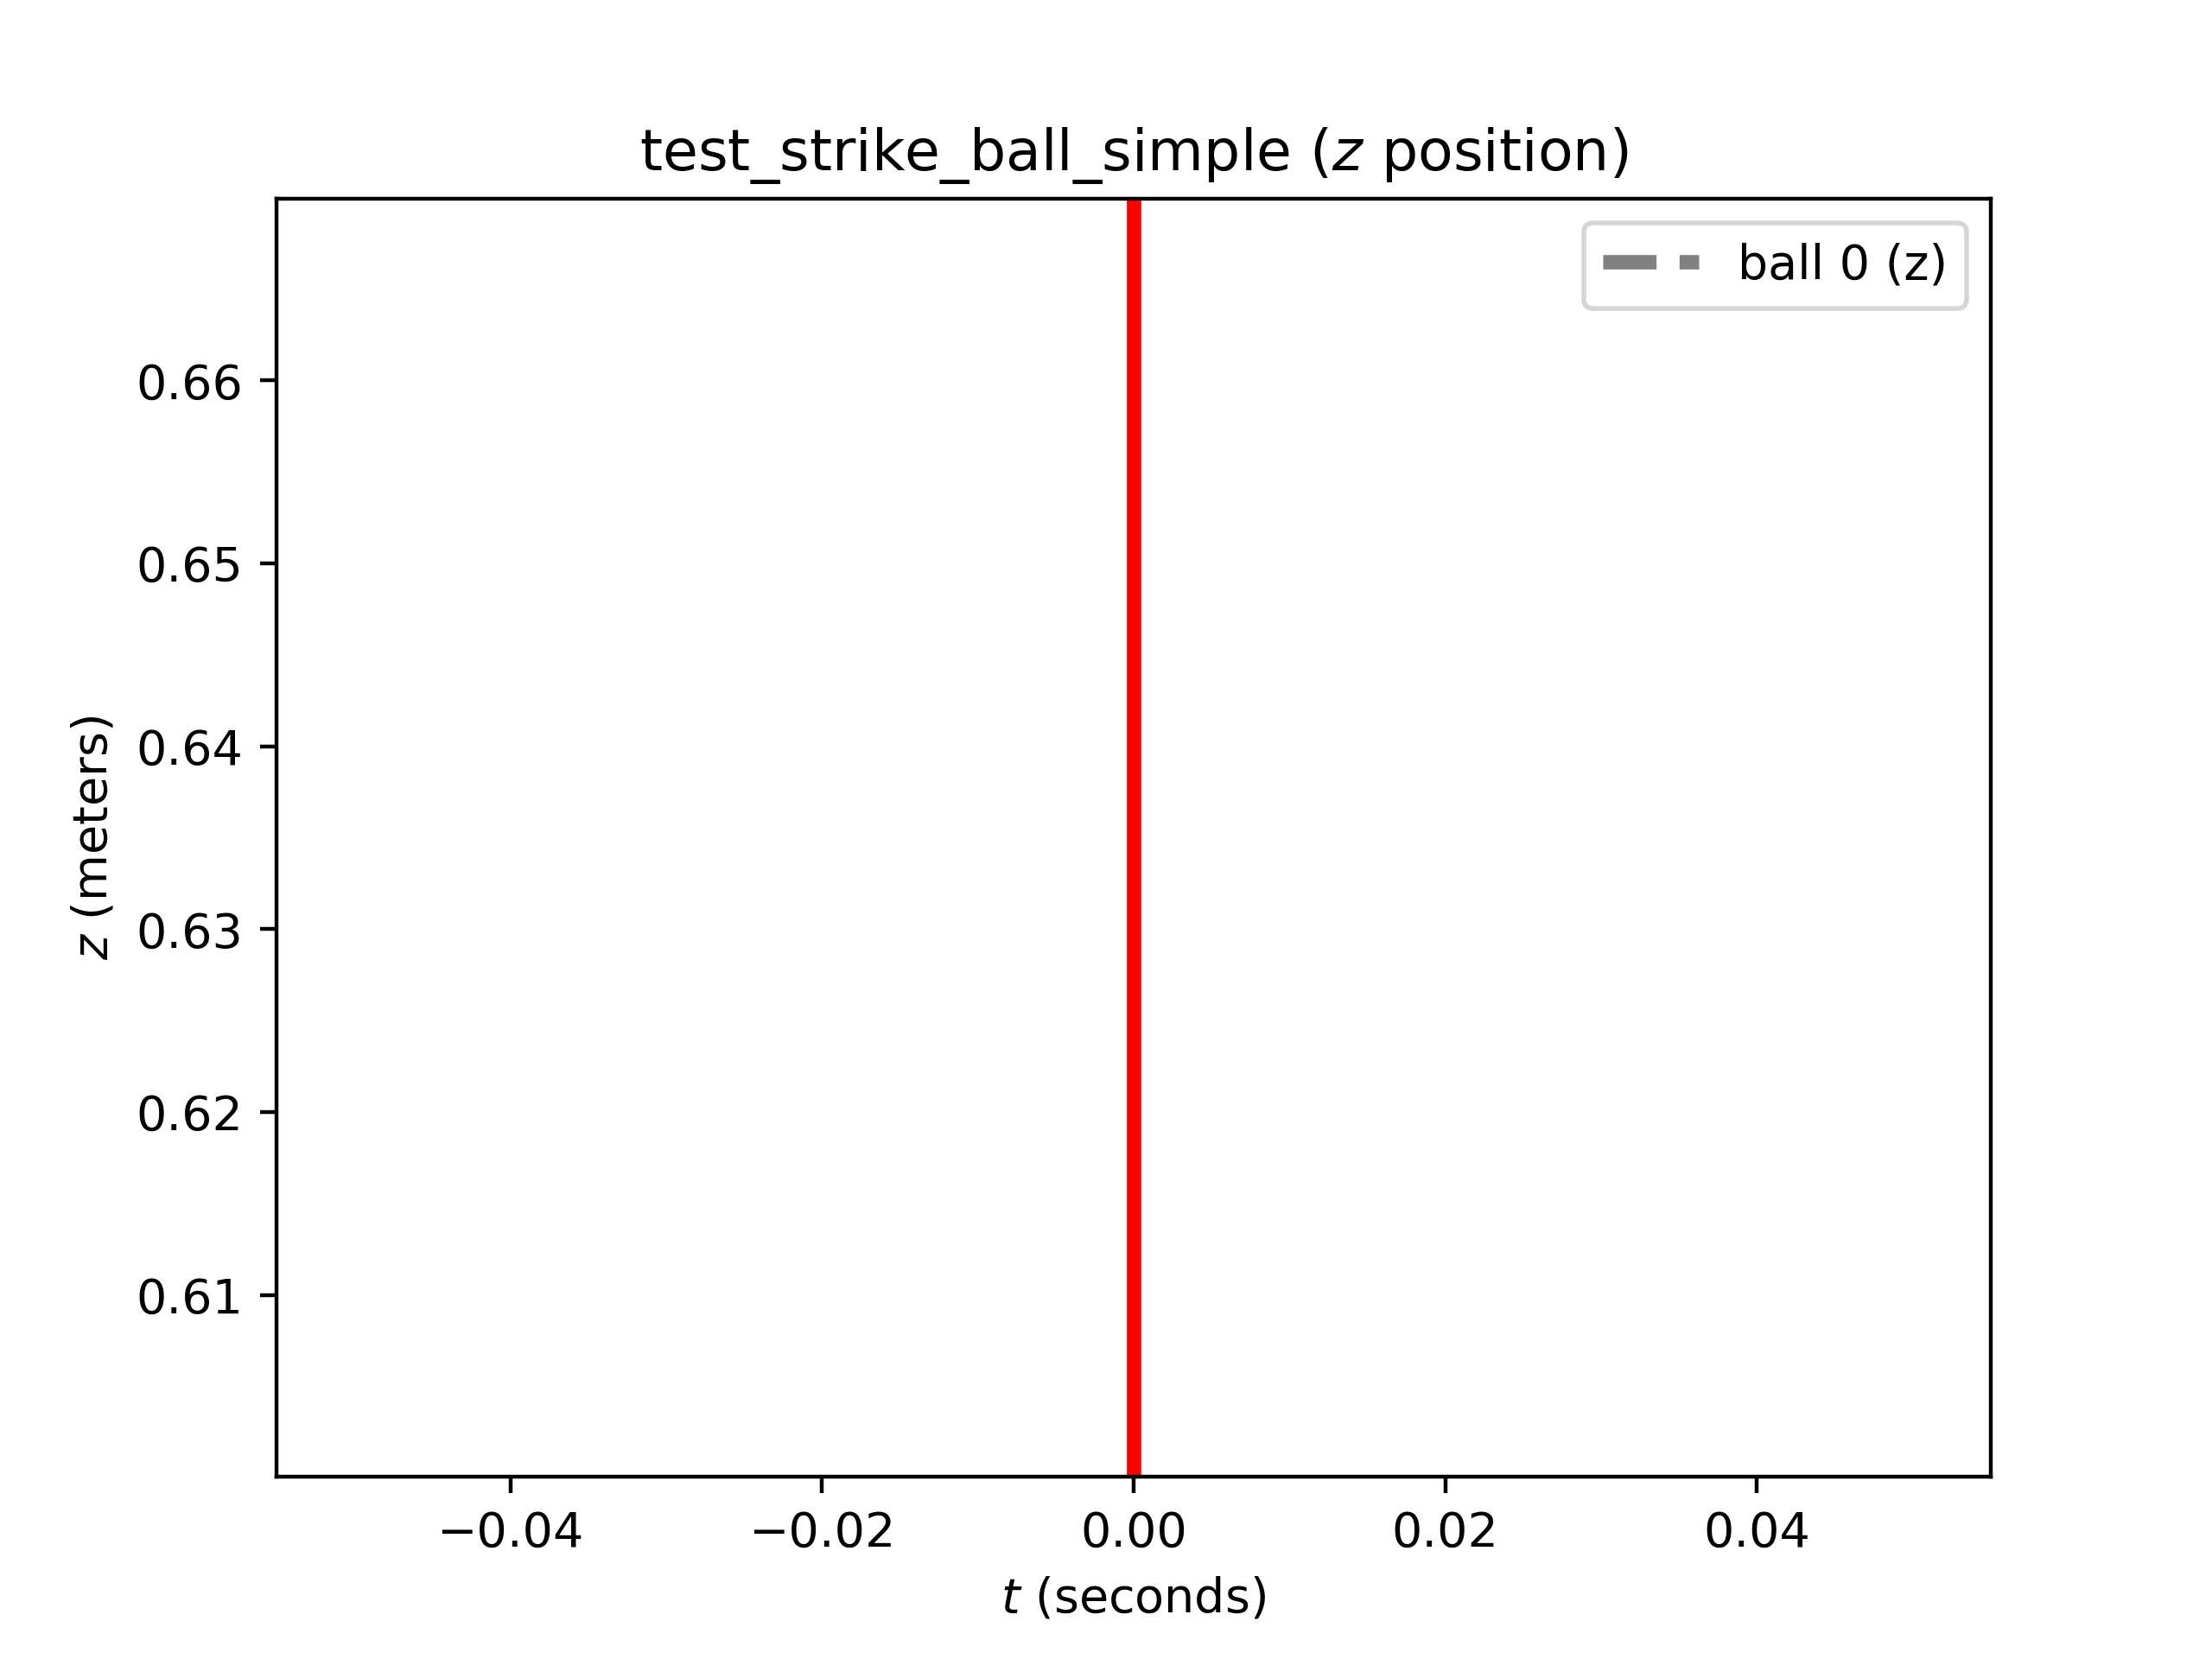 test_strike_ball_simple (z position)
ball 0 (z)
0.66
0.65
0.64
0.63
0.62
0.61
z (meters)
−0.04 −0.02 0.00 0.02 0.04
t (seconds)